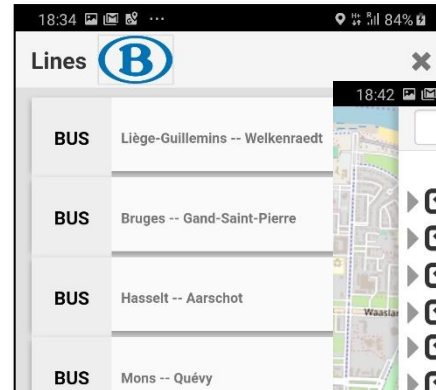 18:34 ... 84%
Lines B
18:42
BUS Liège-Guillemins -- Welkenraedt
BUS Bruges -- Gand-Saint-Pierre
BUS Hasselt -- Aarschot
BUS Mons -- Quévy